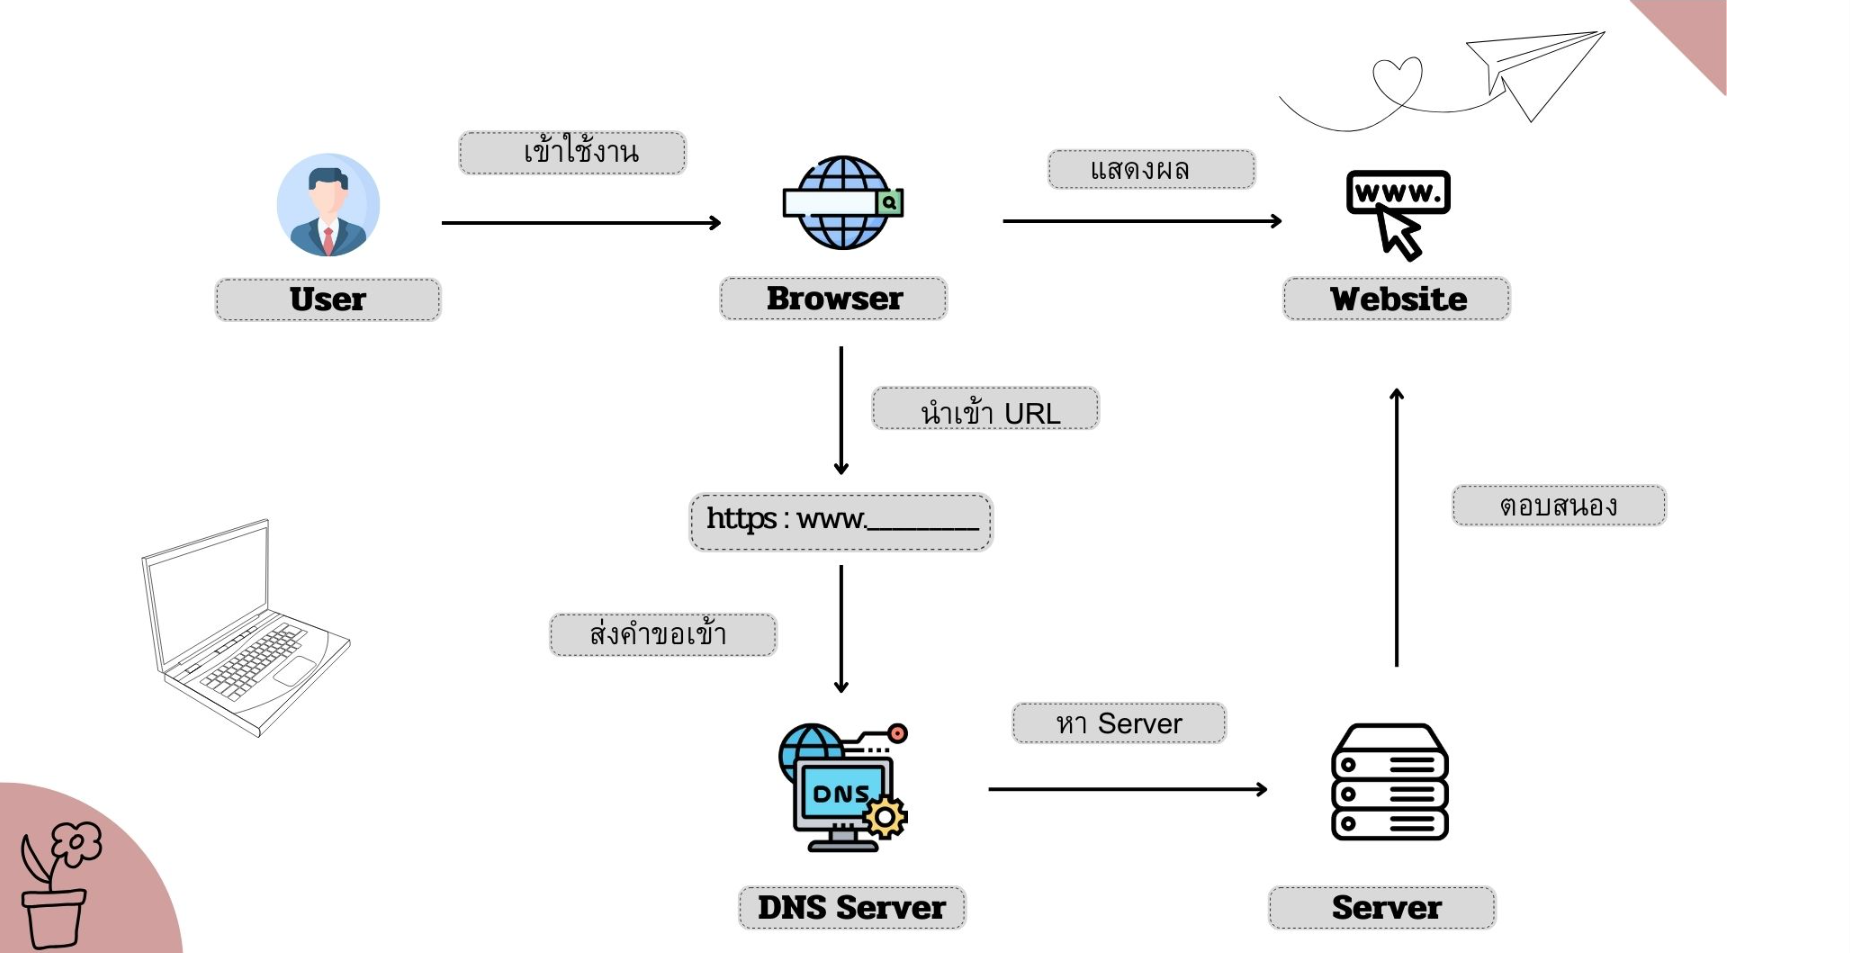 เข้าใช้งาน
แสดงผล
www.
User
Browser
Website
นำเข้า URL
https : www.________
ตอบสนอง
ส่งคำขอเข้า
หา Server
DNS
DNS Server
Server